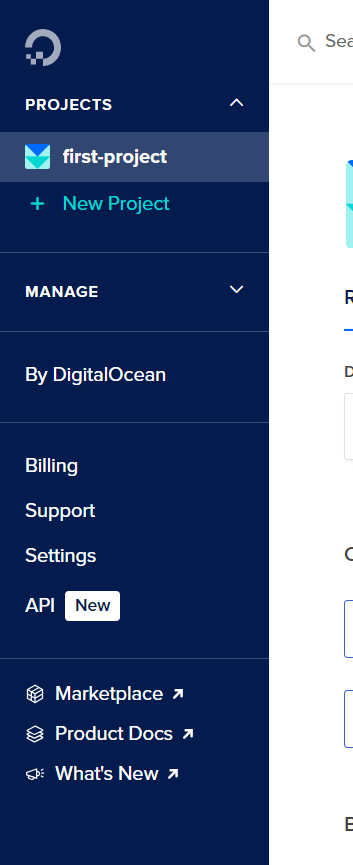 PROJECTS
first-project
+ New Project
MANAGE
By DigitalOcean
Billing
Support
Settings
API New
Marketplace
Product Docs
What's New